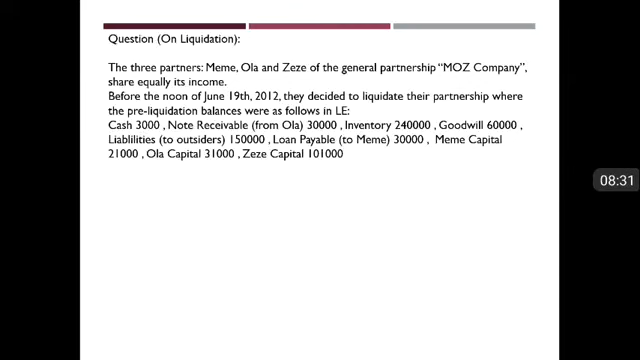 Question (On Liquidation):
The three partners: Meme, Ola and Zeze of the general partnership “MOZ Company”,
share equally its income.
Before the noon of June 19th, 2012, they decided to liquidate their partnership where
the pre-liquidation balances were as follows in LE:
Cash 3000 , Note Receivable (from Ola) 30000 , Inventory 240000 , Goodwill 60000 ,
Liablilities (to outsiders) 150000 , Loan Payable (to Meme) 30000 , Meme Capital
21000 , Ola Capital 31000 , Zeze Capital 101000
08:31